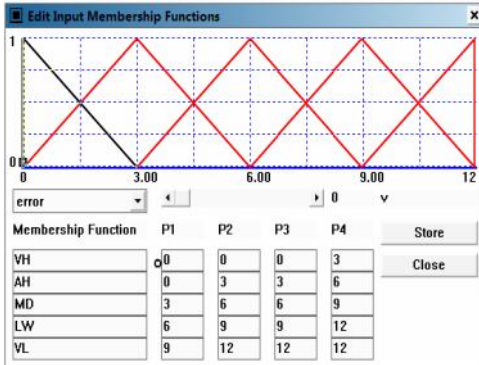 Edit Input Membership Functions x
1
0
0 3.00 6.00 9.00 12
error 0 v
Membership Function P1 P2 P3 P4 Store
VH 0 0 0 3 Close
AH 0 3 3 6
MD 3 6 6 9
LW 6 9 9 12
VL 9 12 12 12